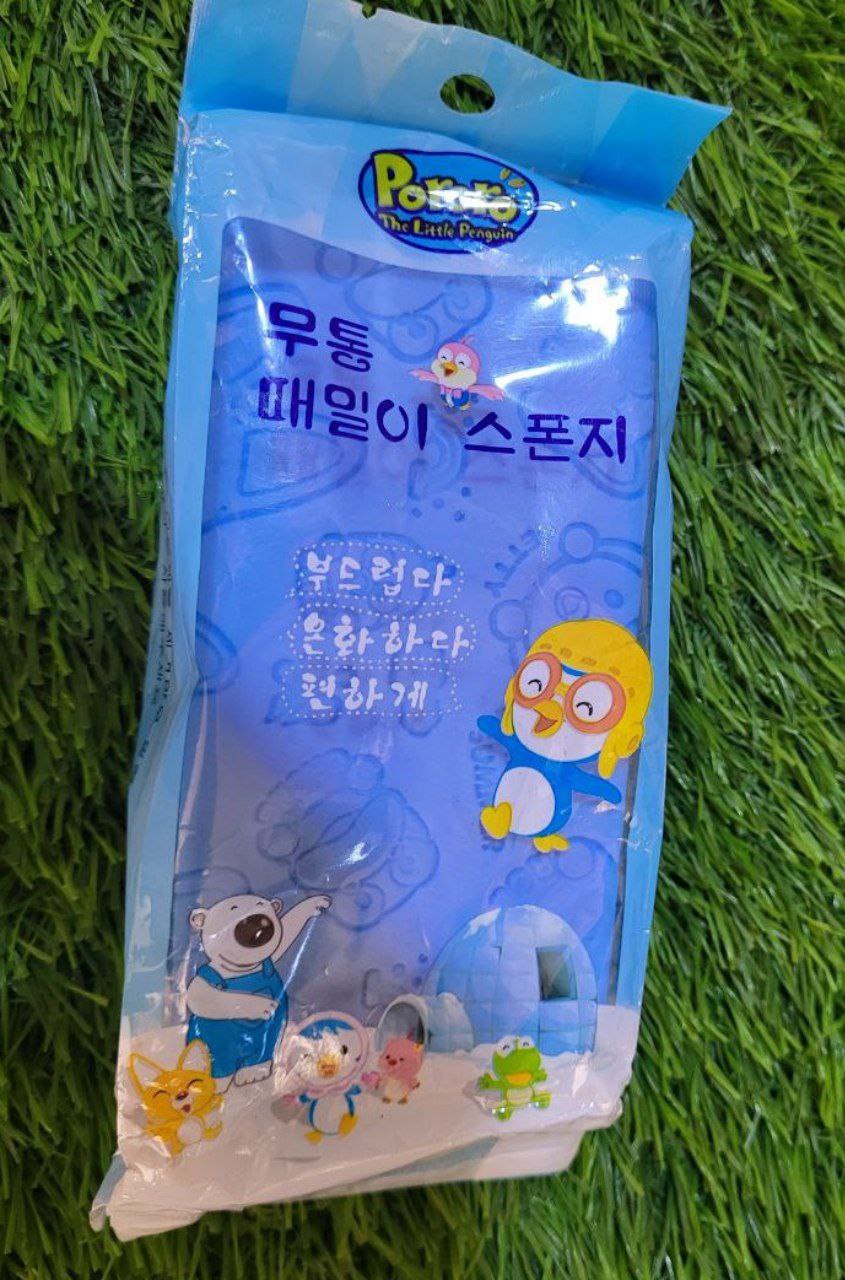 Pororo
The Little Penguin
무통
때밀이 스폰지
부드럽다
온화하다
편하게